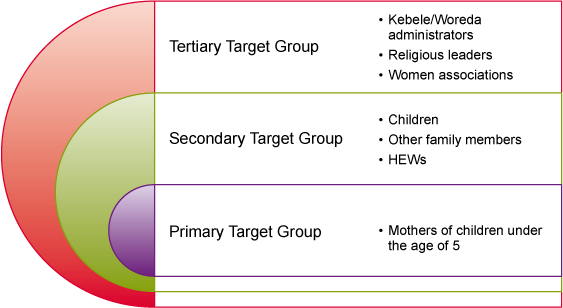 Tertiary Target Group
• Kebele/Woreda
administrators
• Religious leaders
• Women associations
Secondary Target Group
• Children
• Other family members
• HEWs
Primary Target Group
• Mothers of children under
the age of 5